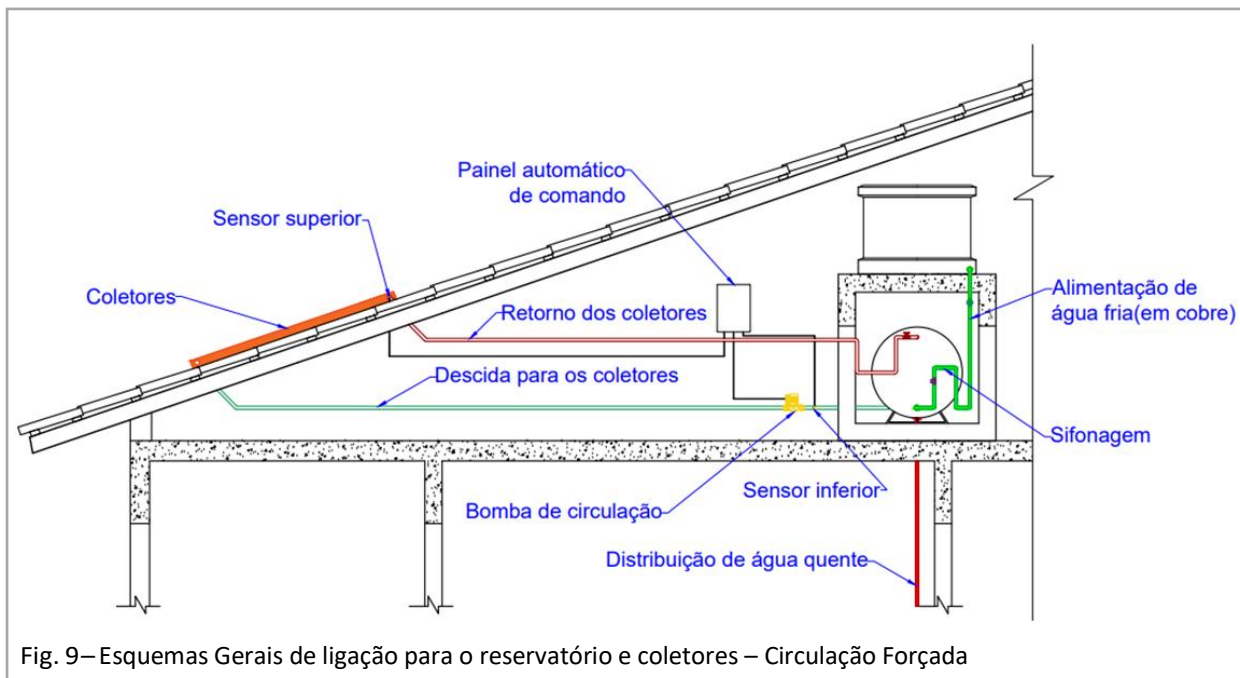 Painel automático
de comando
Sensor superior
Coletores
Retorno dos coletores
Alimentação de
água fria(em cobre)
Descida para os coletores
Sifonagem
Sensor inferior
Bomba de circulação
Distribuição de água quente
Fig. 9– Esquemas Gerais de ligação para o reservatório e coletores – Circulação Forçada